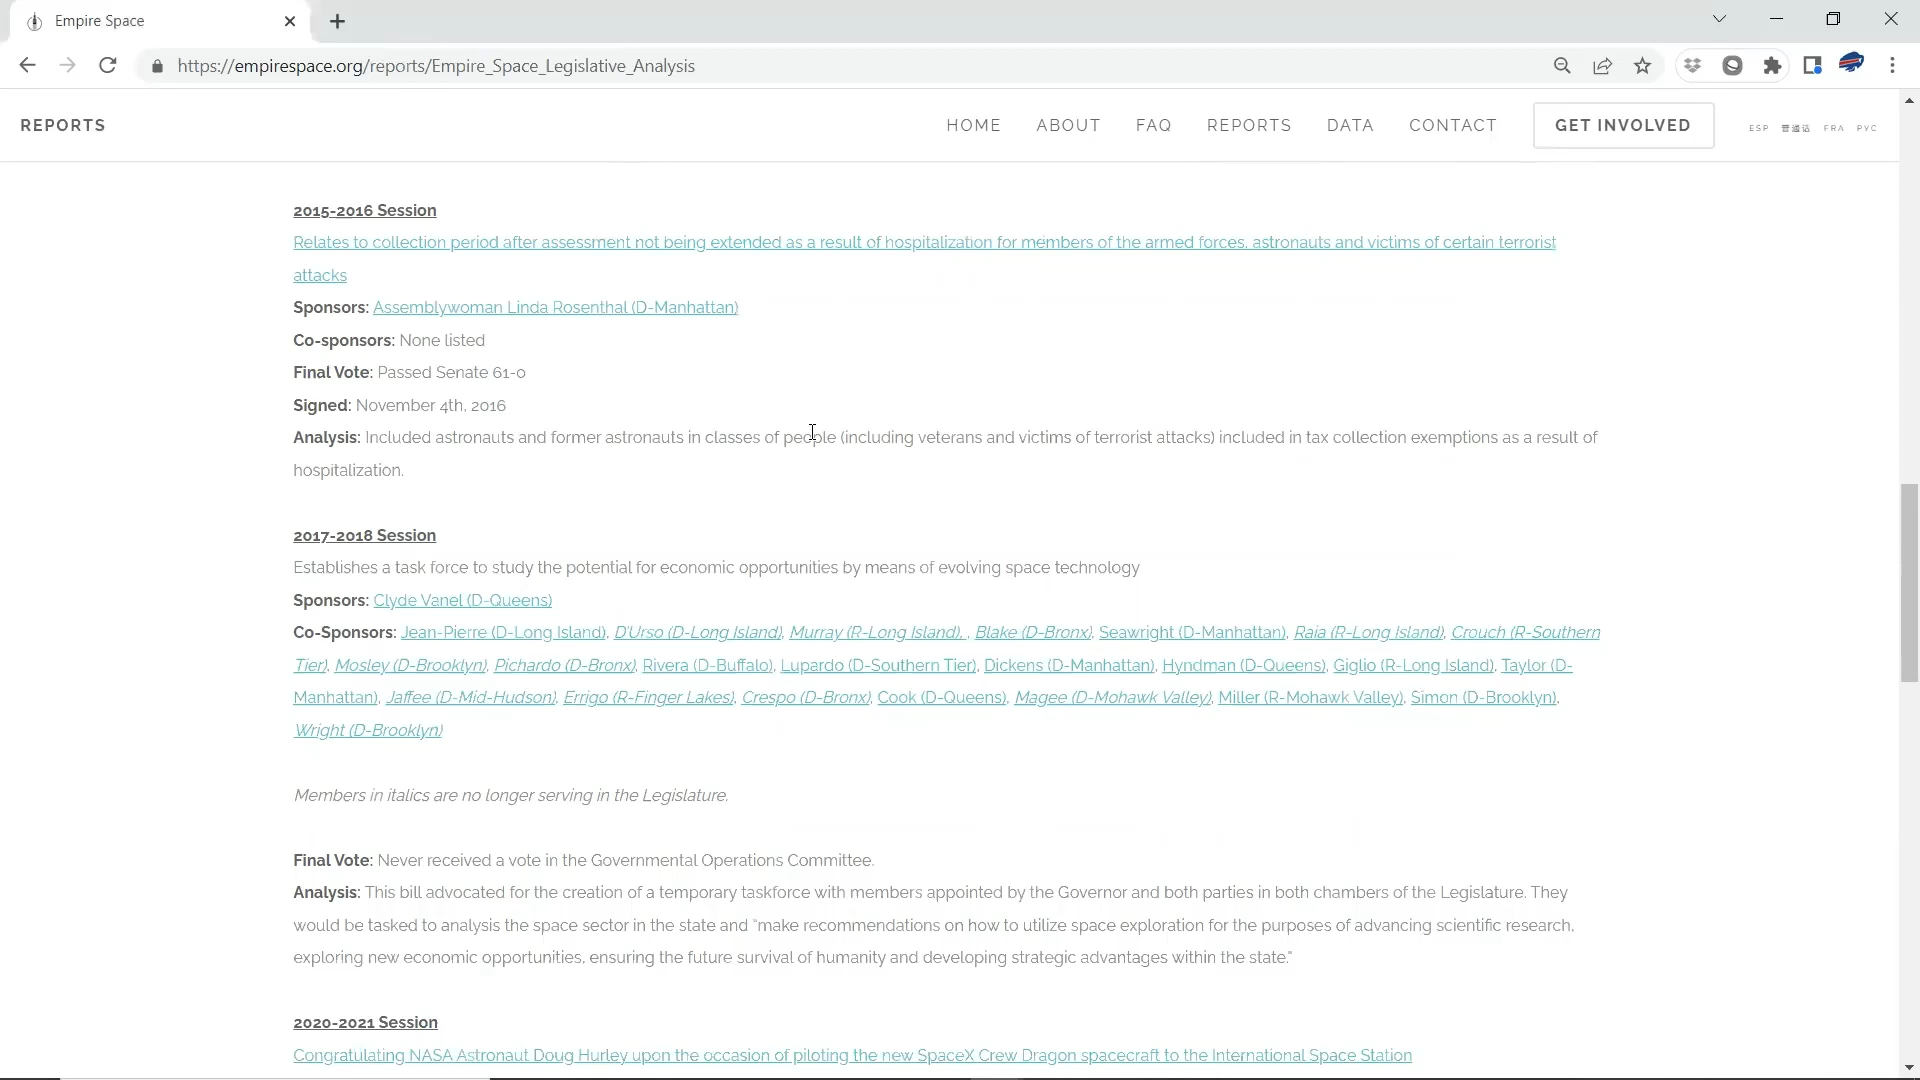 Empire Space
https://empirespace.org/reports/Empire_Space_Legislative_Analysis
REPORTS
HOME ABOUT FAQ REPORTS DATA CONTACT GET INVOLVED ESP 普通话 FRA РУС
2015-2016 Session
Relates to collection period after assessment not being extended as a result of hospitalization for members of the armed forces, astronauts and victims of certain terrorist
attacks
Sponsors: Assemblywoman Linda Rosenthal (D-Manhattan)
Co-sponsors: None listed
Final Vote: Passed Senate 61-0
Signed: November 4th, 2016
Analysis: Included astronauts and former astronauts in classes of people (including veterans and victims of terrorist attacks) included in tax collection exemptions as a result of
hospitalization.
2017-2018 Session
Establishes a task force to study the potential for economic opportunities by means of evolving space technology
Sponsors: Clyde Vanel (D-Queens)
Co-Sponsors: Jean-Pierre (D-Long Island), D'Urso (D-Long Island), Murray (R-Long Island), , Blake (D-Bronx), Seawright (D-Manhattan), Raia (R-Long Island), Crouch (R-Southern
Tier), Mosley (D-Brooklyn), Pichardo (D-Bronx), Rivera (D-Buffalo), Lupardo (D-Southern Tier), Dickens (D-Manhattan), Hyndman (D-Queens), Giglio (R-Long Island), Taylor (D-
Manhattan), Jaffee (D-Mid-Hudson), Errigo (R-Finger Lakes), Crespo (D-Bronx), Cook (D-Queens), Magee (D-Mohawk Valley), Miller (R-Mohawk Valley), Simon (D-Brooklyn),
Wright (D-Brooklyn)
Members in italics are no longer serving in the Legislature.
Final Vote: Never received a vote in the Governmental Operations Committee.
Analysis: This bill advocated for the creation of a temporary taskforce with members appointed by the Governor and both parties in both chambers of the Legislature. They
would be tasked to analysis the space sector in the state and "make recommendations on how to utilize space exploration for the purposes of advancing scientific research,
exploring new economic opportunities, ensuring the future survival of humanity and developing strategic advantages within the state."
2020-2021 Session
Congratulating NASA Astronaut Doug Hurley upon the occasion of piloting the new SpaceX Crew Dragon spacecraft to the International Space Station